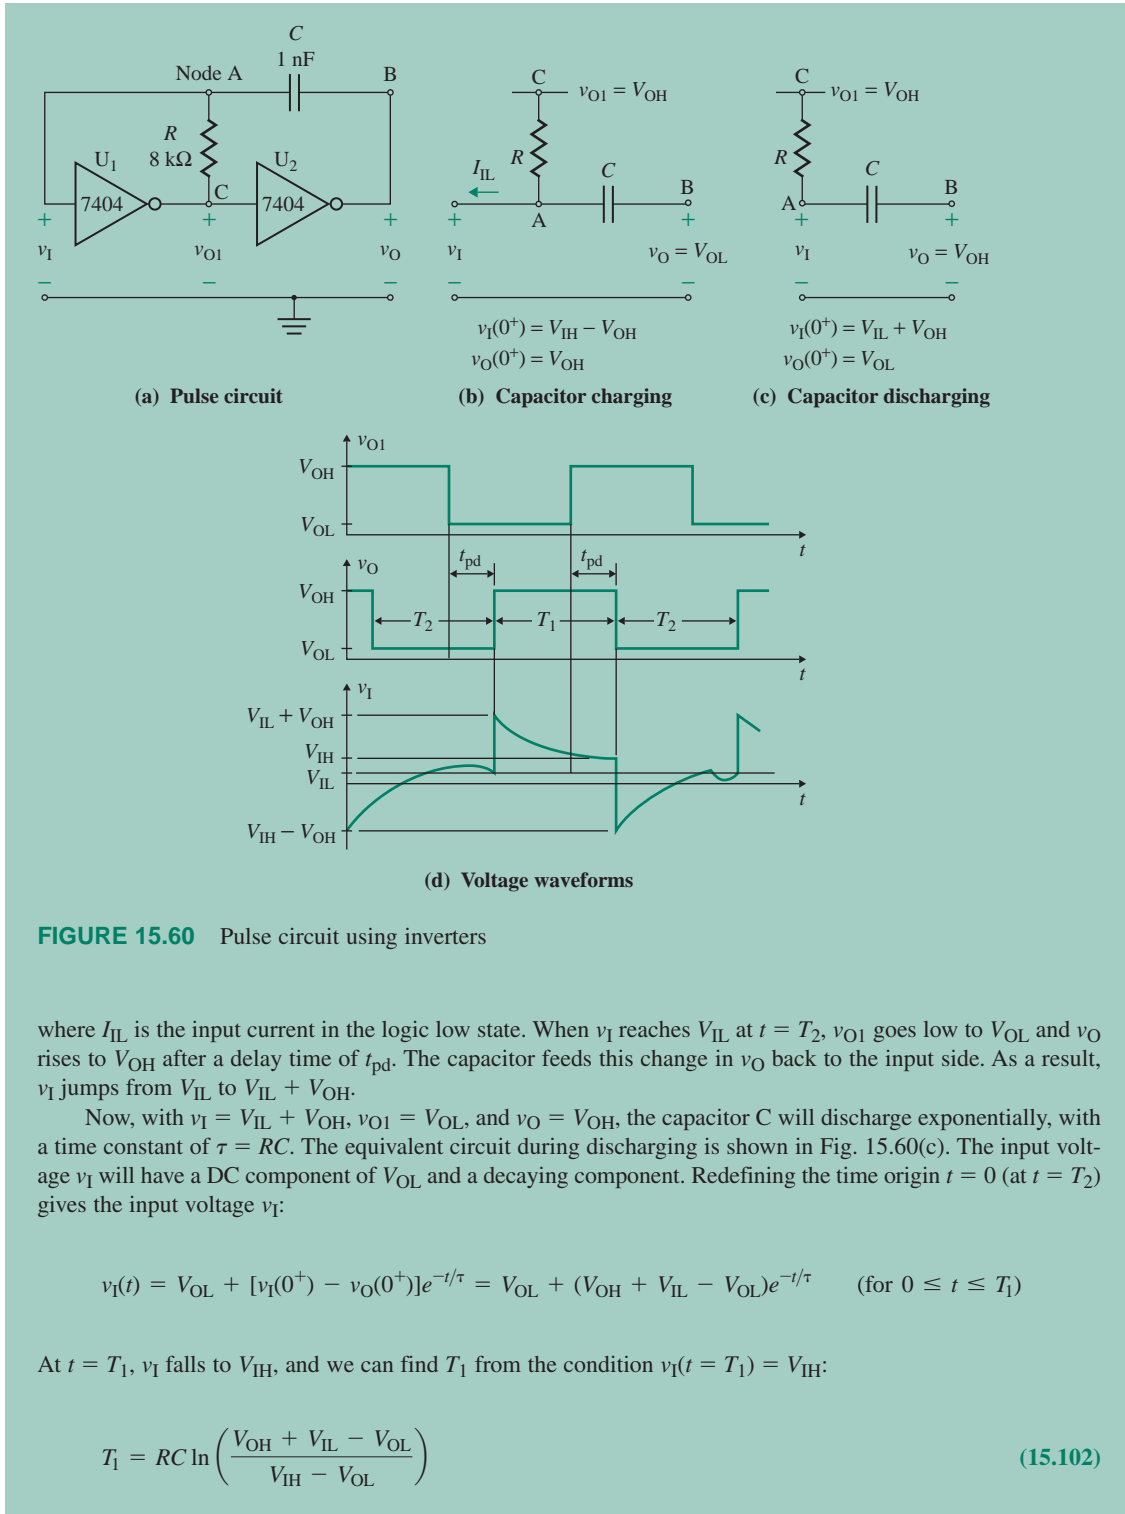 C
1 nF
Node A
B
R
8 kΩ
U1
U2
C
7404
7404
+
+
+
vI
vO1
vO
−
−
−
(a) Pulse circuit
C
vO1 = VOH
R
IIL
C
B
A
+
+
vI
vO = VOL
−
−
vI(0+) = VIH − VOH
vO(0+) = VOH
(b) Capacitor charging
C
vO1 = VOH
R
C
B
A
+
+
vI
vO = VOH
−
−
vI(0+) = VIL + VOH
vO(0+) = VOL
(c) Capacitor discharging
vO1
VOH
VOL
t
tpd
tpd
vO
VOH
T2
T1
T2
VOL
t
vI
VIL + VOH
VIH
VIL
t
VIH − VOH
(d) Voltage waveforms
FIGURE 15.60 Pulse circuit using inverters
where IIL is the input current in the logic low state. When vI reaches VIL at t = T2, vO1 goes low to VOL and vO
rises to VOH after a delay time of tpd. The capacitor feeds this change in vO back to the input side. As a result,
vI jumps from VIL to VIL + VOH.
Now, with vI = VIL + VOH, vO1 = VOL, and vO = VOH, the capacitor C will discharge exponentially, with
a time constant of τ = RC. The equivalent circuit during discharging is shown in Fig. 15.60(c). The input volt-
age vI will have a DC component of VOL and a decaying component. Redefining the time origin t = 0 (at t = T2)
gives the input voltage vI:
vI(t) = VOL + [vI(0+) − vO(0+)]e−t/τ = VOL + (VOH + VIL − VOL)e−t/τ (for 0 ≤ t ≤ T1)
At t = T1, vI falls to VIH, and we can find T1 from the condition vI(t = T1) = VIH:
T1 = RC ln(VOH + VIL − VOL / VIH − VOL) (15.102)